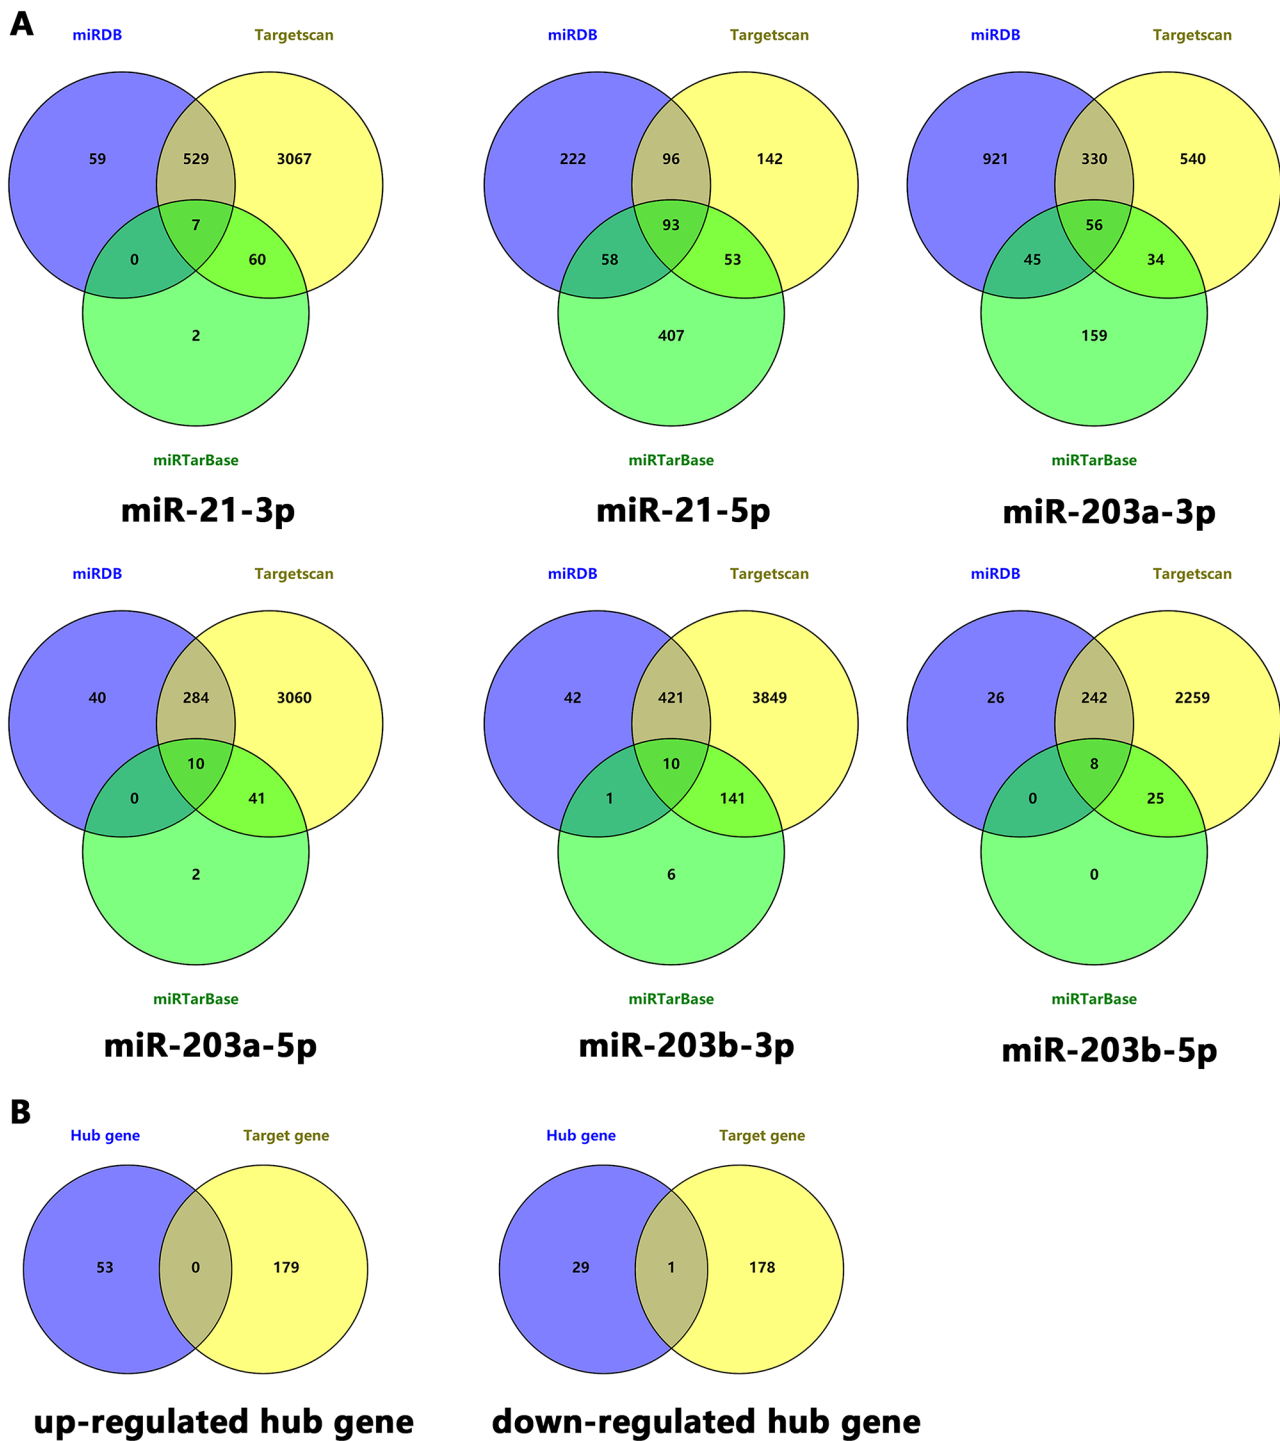 A
miRDB Targetscan
59 529 3067
7
0 60
2
miRTarBase
miR-21-3p
miRDB Targetscan
222 96 142
93
58 53
407
miRTarBase
miR-21-5p
miRDB Targetscan
921 330 540
56
45 34
159
miRTarBase
miR-203a-3p
miRDB Targetscan
40 284 3060
10
0 41
2
miRTarBase
miR-203a-5p
miRDB Targetscan
42 421 3849
10
1 141
6
miRTarBase
miR-203b-3p
miRDB Targetscan
26 242 2259
8
0 25
0
miRTarBase
miR-203b-5p
B
Hub gene Target gene
53 0 179
up-regulated hub gene
Hub gene Target gene
29 1 178
down-regulated hub gene